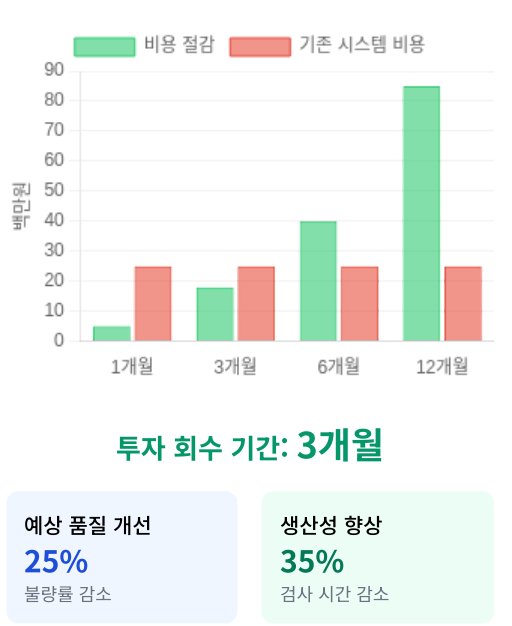 비용 절감 기존 시스템 비용
90
80
70
60
50
40
30
20
10
0
백만원
1개월 3개월 6개월 12개월
투자 회수 기간: 3개월
예상 품질 개선
25%
불량률 감소
생산성 향상
35%
검사 시간 감소